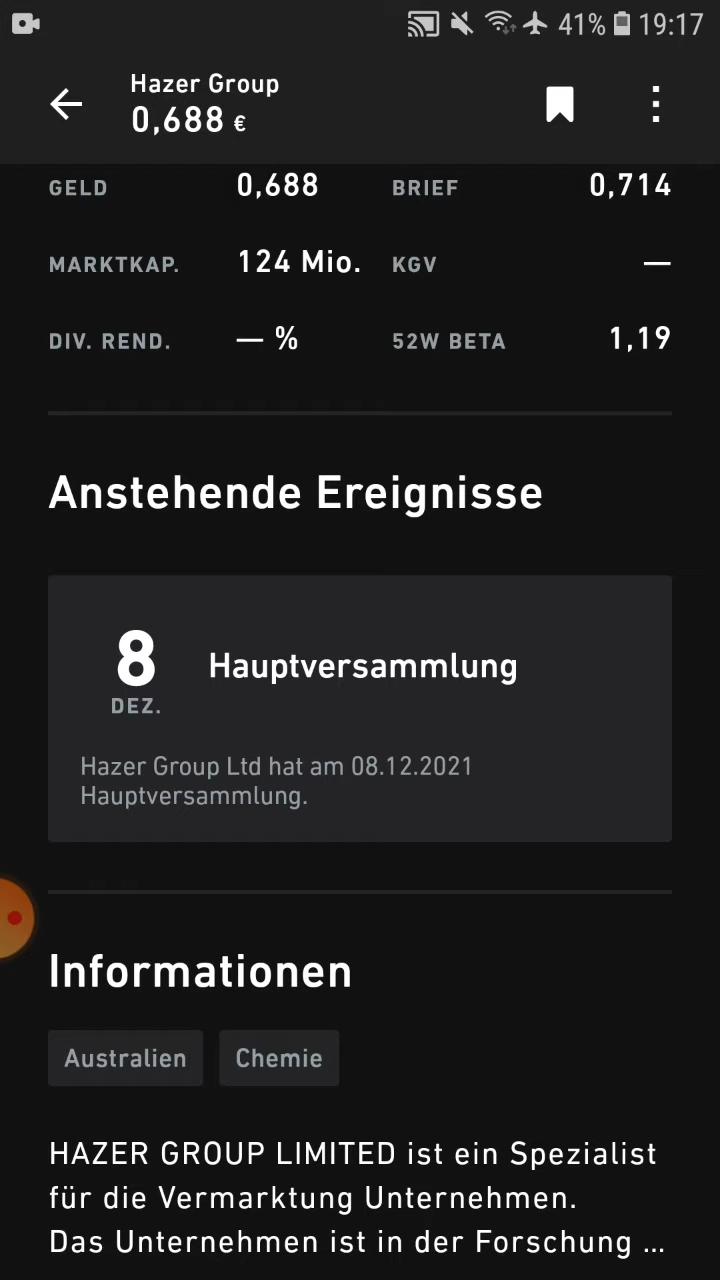 41% 19:17
Hazer Group
0,688 €
GELD 0,688 BRIEF 0,714
MARKTKAP. 124 Mio. KGV —
DIV. REND. — % 52W BETA 1,19
Anstehende Ereignisse
8 Hauptversammlung
DEZ.
Hazer Group Ltd hat am 08.12.2021
Hauptversammlung.
Informationen
Australien Chemie
HAZER GROUP LIMITED ist ein Spezialist
für die Vermarktung Unternehmen.
Das Unternehmen ist in der Forschung ...